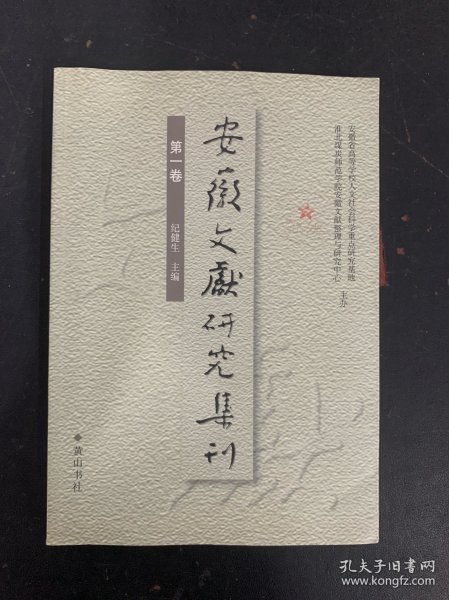 安徽省高等学校人文社会科学重点研究基地
淮北煤炭师范学院安徽文献整理与研究中心
主办
安徽文獻研究集刊
第一卷
纪健生 主编
黄山书社
孔夫子旧书网
www.kongfz.com